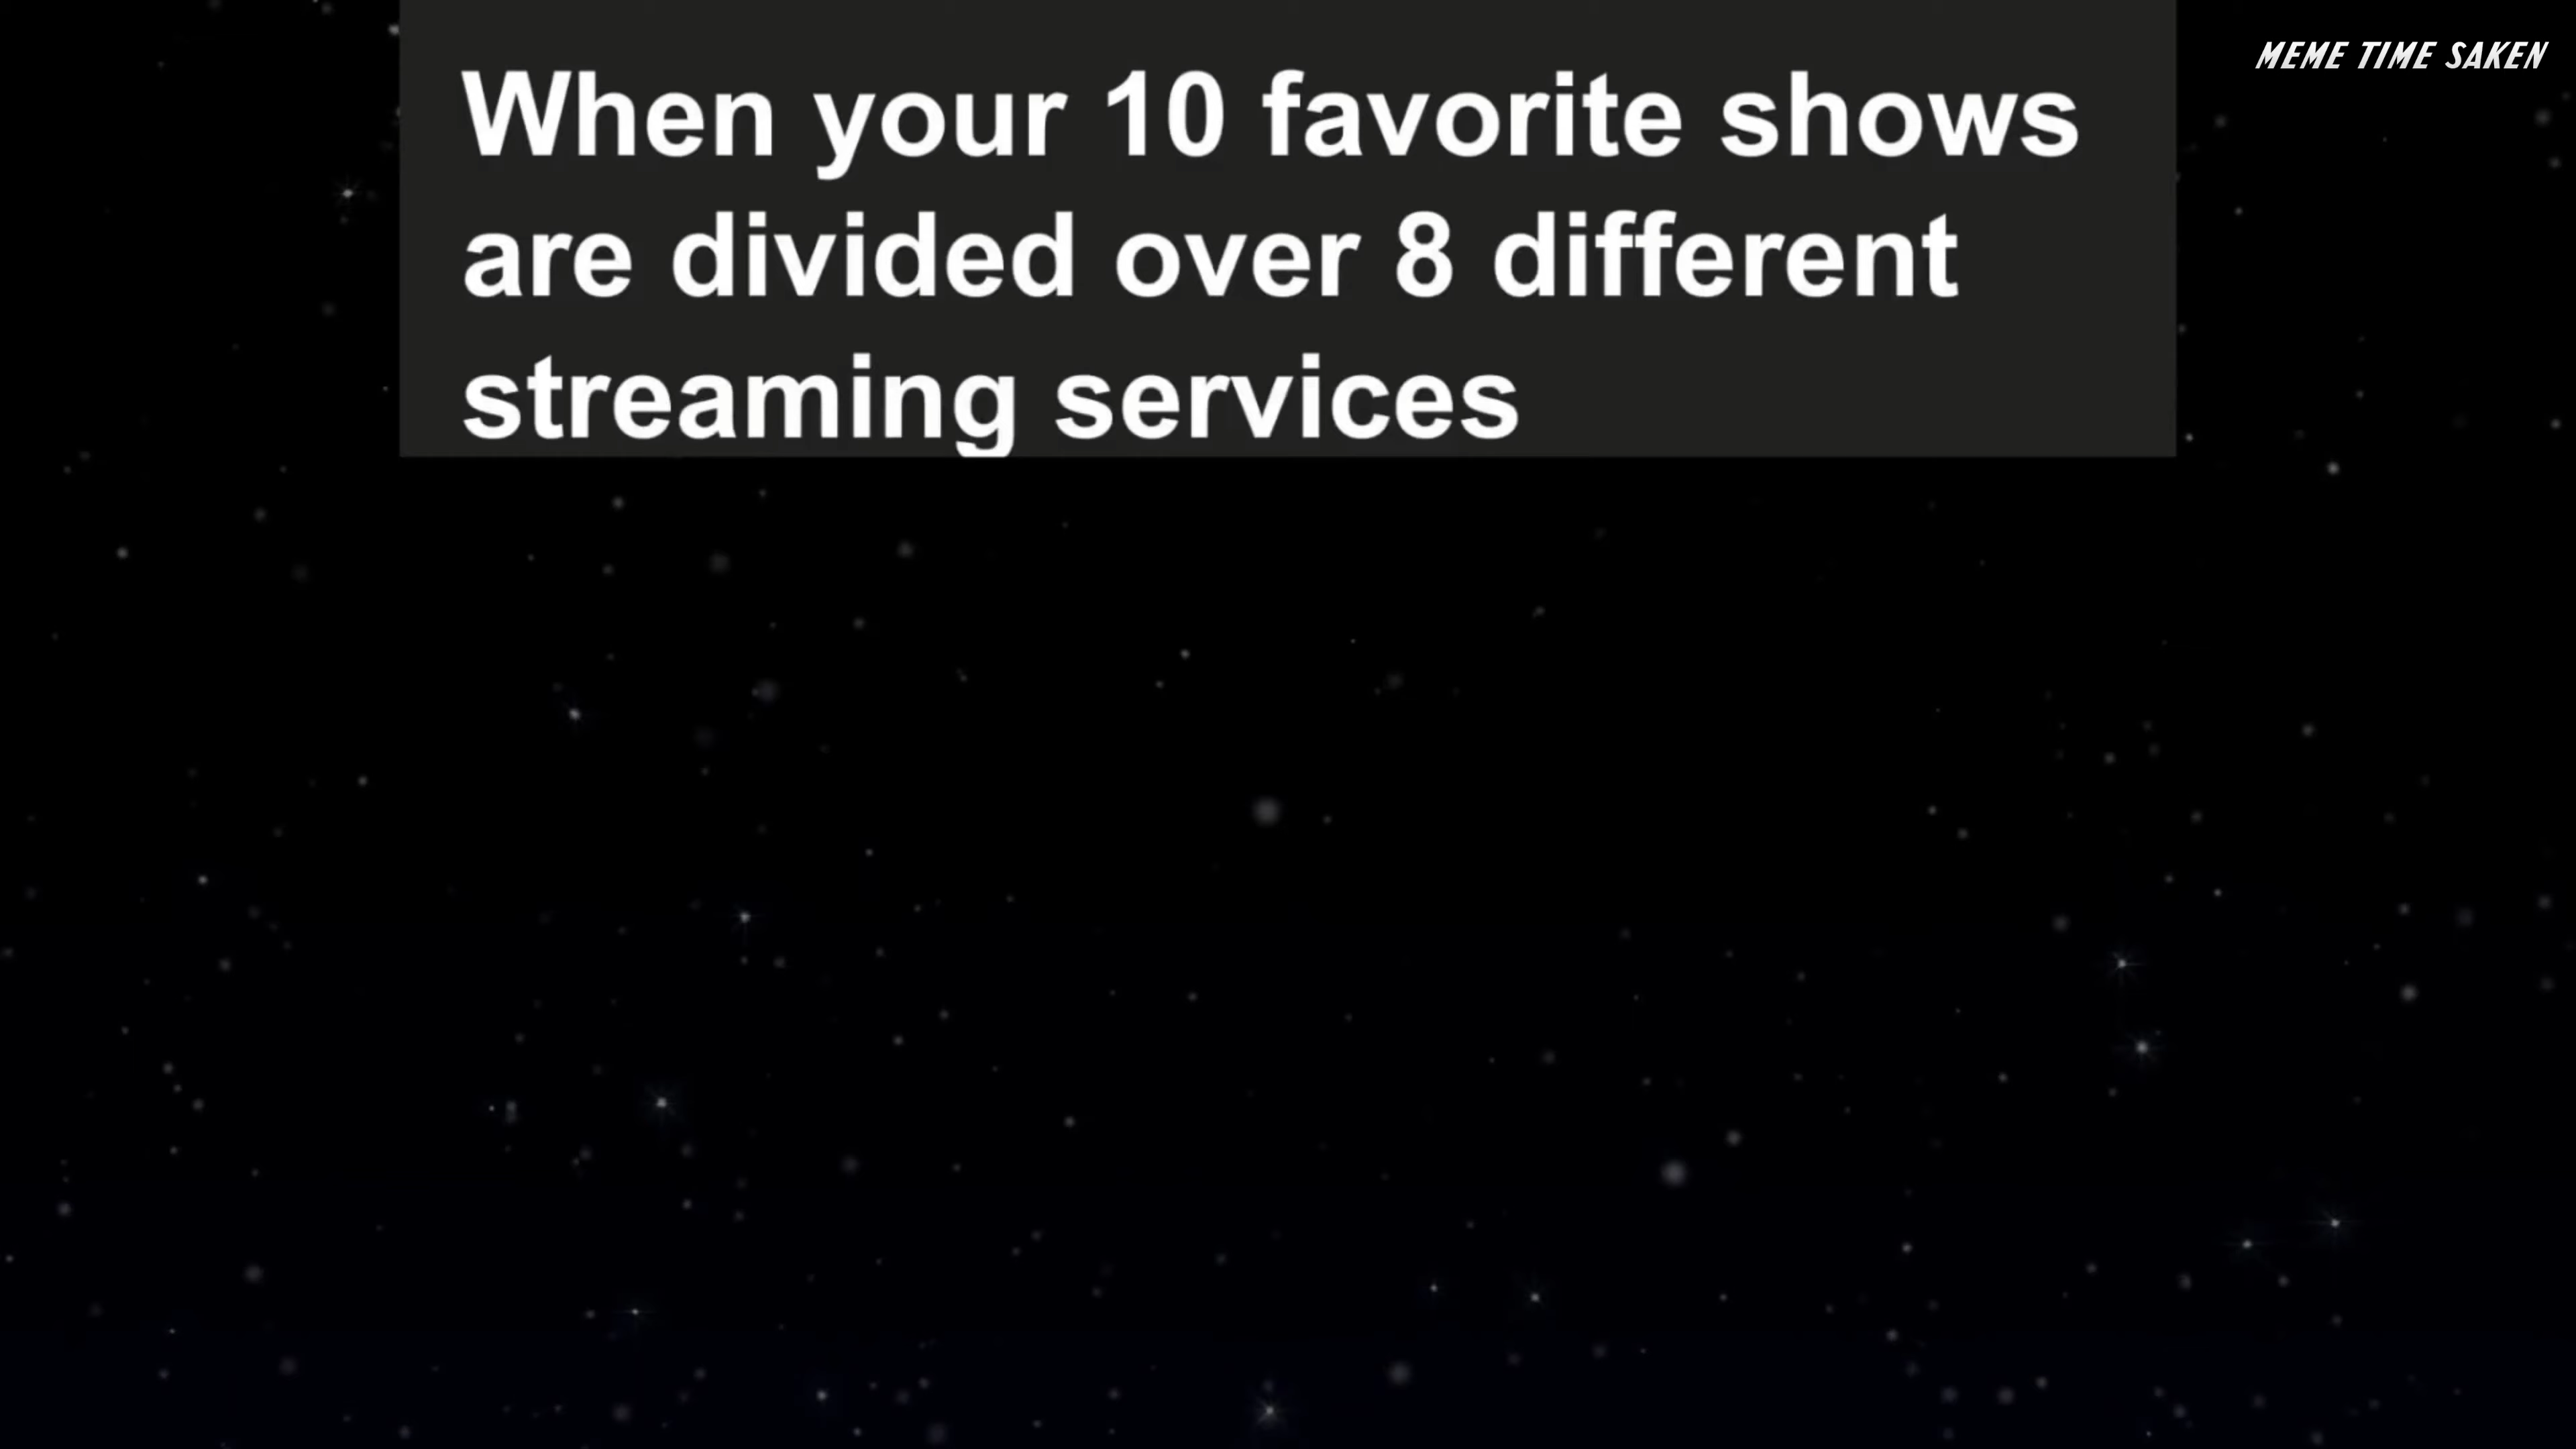 MEME TIME SAKEN
When your 10 favorite shows
are divided over 8 different
streaming services